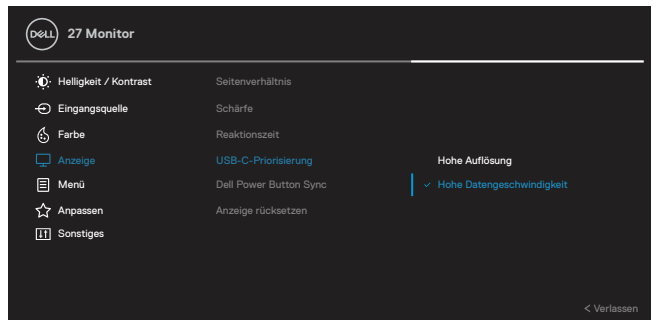 DELL 27 Monitor
Helligkeit / Kontrast Seitenverhältnis
Eingangsquelle Schärfe
Farbe Reaktionszeit
Anzeige USB-C-Priorisierung Hohe Auflösung
Menü Dell Power Button Sync Hohe Datengeschwindigkeit
Anpassen Anzeige rücksetzen
Sonstiges
< Verlassen